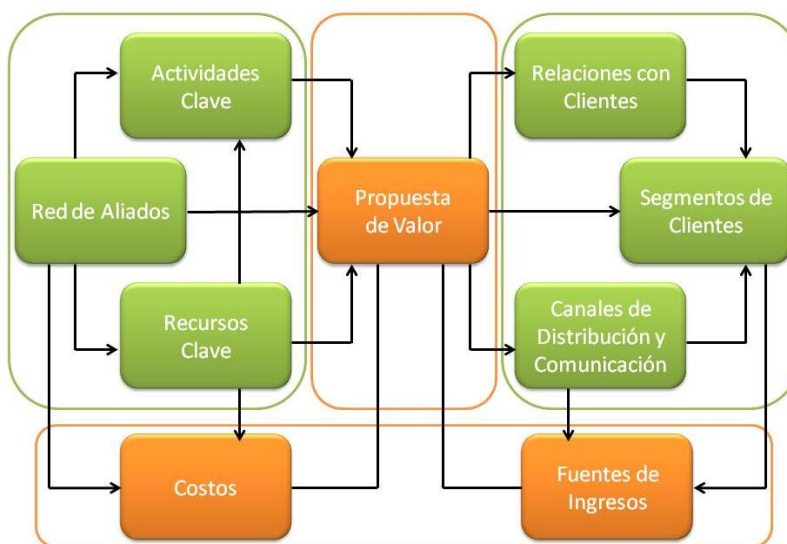 Actividades
Clave
Relaciones con
Clientes
Red de Aliados
Propuesta
de Valor
Segmentos de
Clientes
Recursos
Clave
Canales de
Distribución y
Comunicación
Costos
Fuentes de
Ingresos